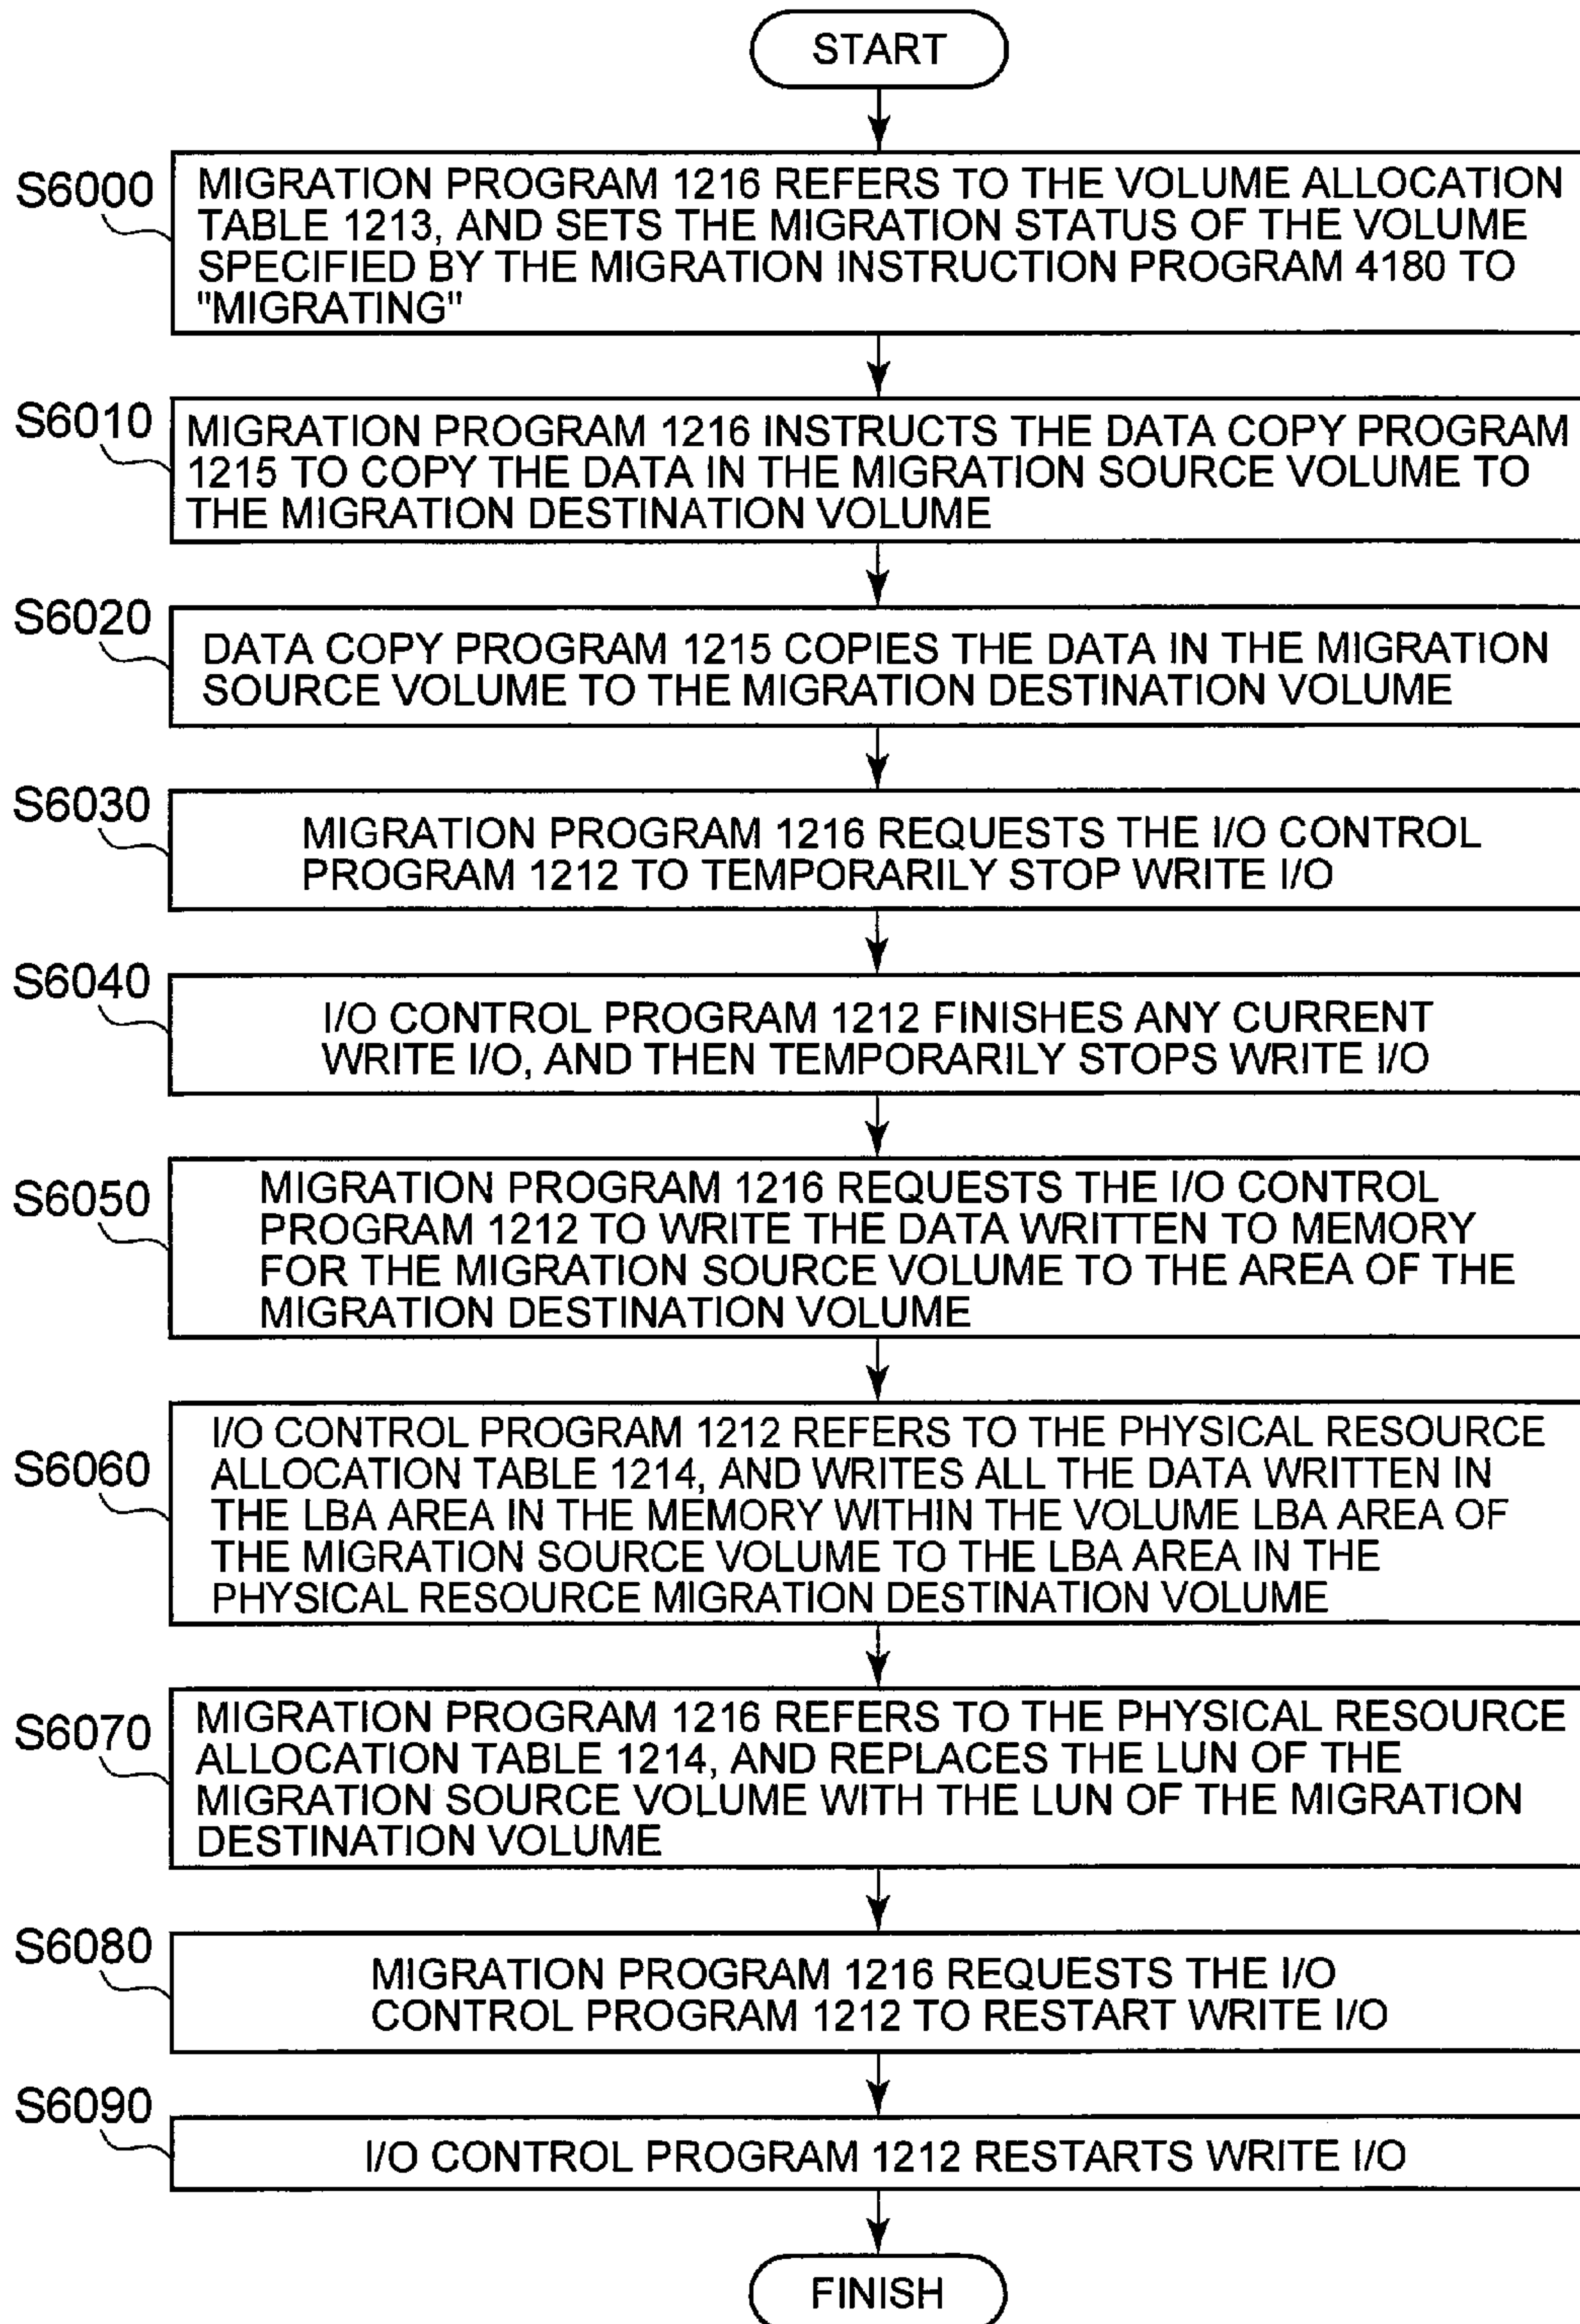 START
S6000
MIGRATION PROGRAM 1216 REFERS TO THE VOLUME ALLOCATION
TABLE 1213, AND SETS THE MIGRATION STATUS OF THE VOLUME
SPECIFIED BY THE MIGRATION INSTRUCTION PROGRAM 4180 TO
"MIGRATING"
S6010
MIGRATION PROGRAM 1216 INSTRUCTS THE DATA COPY PROGRAM
1215 TO COPY THE DATA IN THE MIGRATION SOURCE VOLUME TO
THE MIGRATION DESTINATION VOLUME
S6020
DATA COPY PROGRAM 1215 COPIES THE DATA IN THE MIGRATION
SOURCE VOLUME TO THE MIGRATION DESTINATION VOLUME
S6030
MIGRATION PROGRAM 1216 REQUESTS THE I/O CONTROL
PROGRAM 1212 TO TEMPORARILY STOP WRITE I/O
S6040
I/O CONTROL PROGRAM 1212 FINISHES ANY CURRENT
WRITE I/O, AND THEN TEMPORARILY STOPS WRITE I/O
S6050
MIGRATION PROGRAM 1216 REQUESTS THE I/O CONTROL
PROGRAM 1212 TO WRITE THE DATA WRITTEN TO MEMORY
FOR THE MIGRATION SOURCE VOLUME TO THE AREA OF THE
MIGRATION DESTINATION VOLUME
S6060
I/O CONTROL PROGRAM 1212 REFERS TO THE PHYSICAL RESOURCE
ALLOCATION TABLE 1214, AND WRITES ALL THE DATA WRITTEN IN
THE LBA AREA IN THE MEMORY WITHIN THE VOLUME LBA AREA OF
THE MIGRATION SOURCE VOLUME TO THE LBA AREA IN THE
PHYSICAL RESOURCE MIGRATION DESTINATION VOLUME
S6070
MIGRATION PROGRAM 1216 REFERS TO THE PHYSICAL RESOURCE
ALLOCATION TABLE 1214, AND REPLACES THE LUN OF THE
MIGRATION SOURCE VOLUME WITH THE LUN OF THE MIGRATION
DESTINATION VOLUME
S6080
MIGRATION PROGRAM 1216 REQUESTS THE I/O
CONTROL PROGRAM 1212 TO RESTART WRITE I/O
S6090
I/O CONTROL PROGRAM 1212 RESTARTS WRITE I/O
FINISH